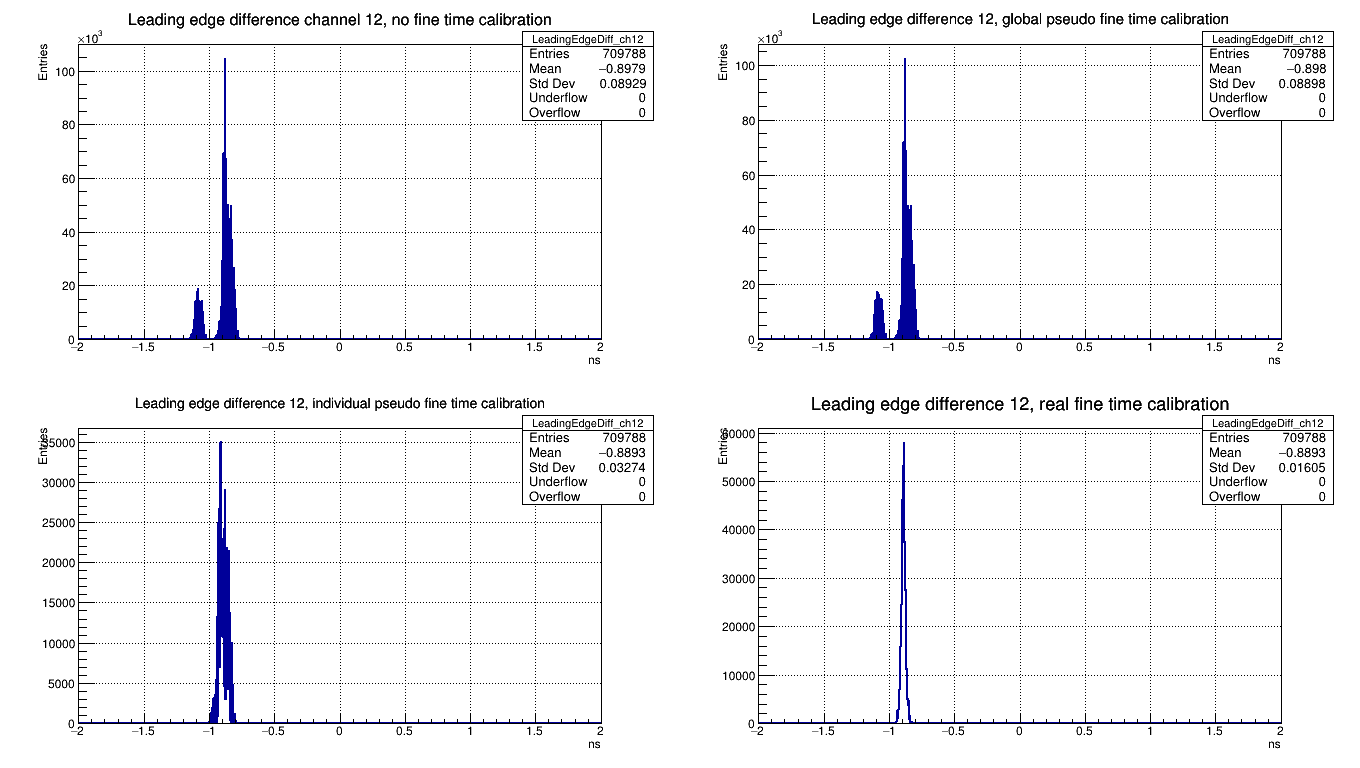 Leading edge difference channel 12, no fine time calibration
×10³
Entries
LeadingEdgeDiff_ch12
Entries 709788
Mean −0.8979
Std Dev 0.08929
Underflow 0
Overflow 0
100
80
60
40
20
0
−2 −1.5 −1 −0.5 0 0.5 1 1.5 2
ns
Leading edge difference 12, global pseudo fine time calibration
×10³
Entries
LeadingEdgeDiff_ch12
Entries 709788
Mean −0.898
Std Dev 0.08898
Underflow 0
Overflow 0
100
80
60
40
20
0
−2 −1.5 −1 −0.5 0 0.5 1 1.5 2
ns
Leading edge difference 12, individual pseudo fine time calibration
Entries
LeadingEdgeDiff_ch12
Entries 709788
Mean −0.8893
Std Dev 0.03274
Underflow 0
Overflow 0
35000
30000
25000
20000
15000
10000
5000
0
−2 −1.5 −1 −0.5 0 0.5 1 1.5 2
ns
Leading edge difference 12, real fine time calibration
Entries
LeadingEdgeDiff_ch12
Entries 709788
Mean −0.8893
Std Dev 0.01605
Underflow 0
Overflow 0
60000
50000
40000
30000
20000
10000
0
−2 −1.5 −1 −0.5 0 0.5 1 1.5 2
ns